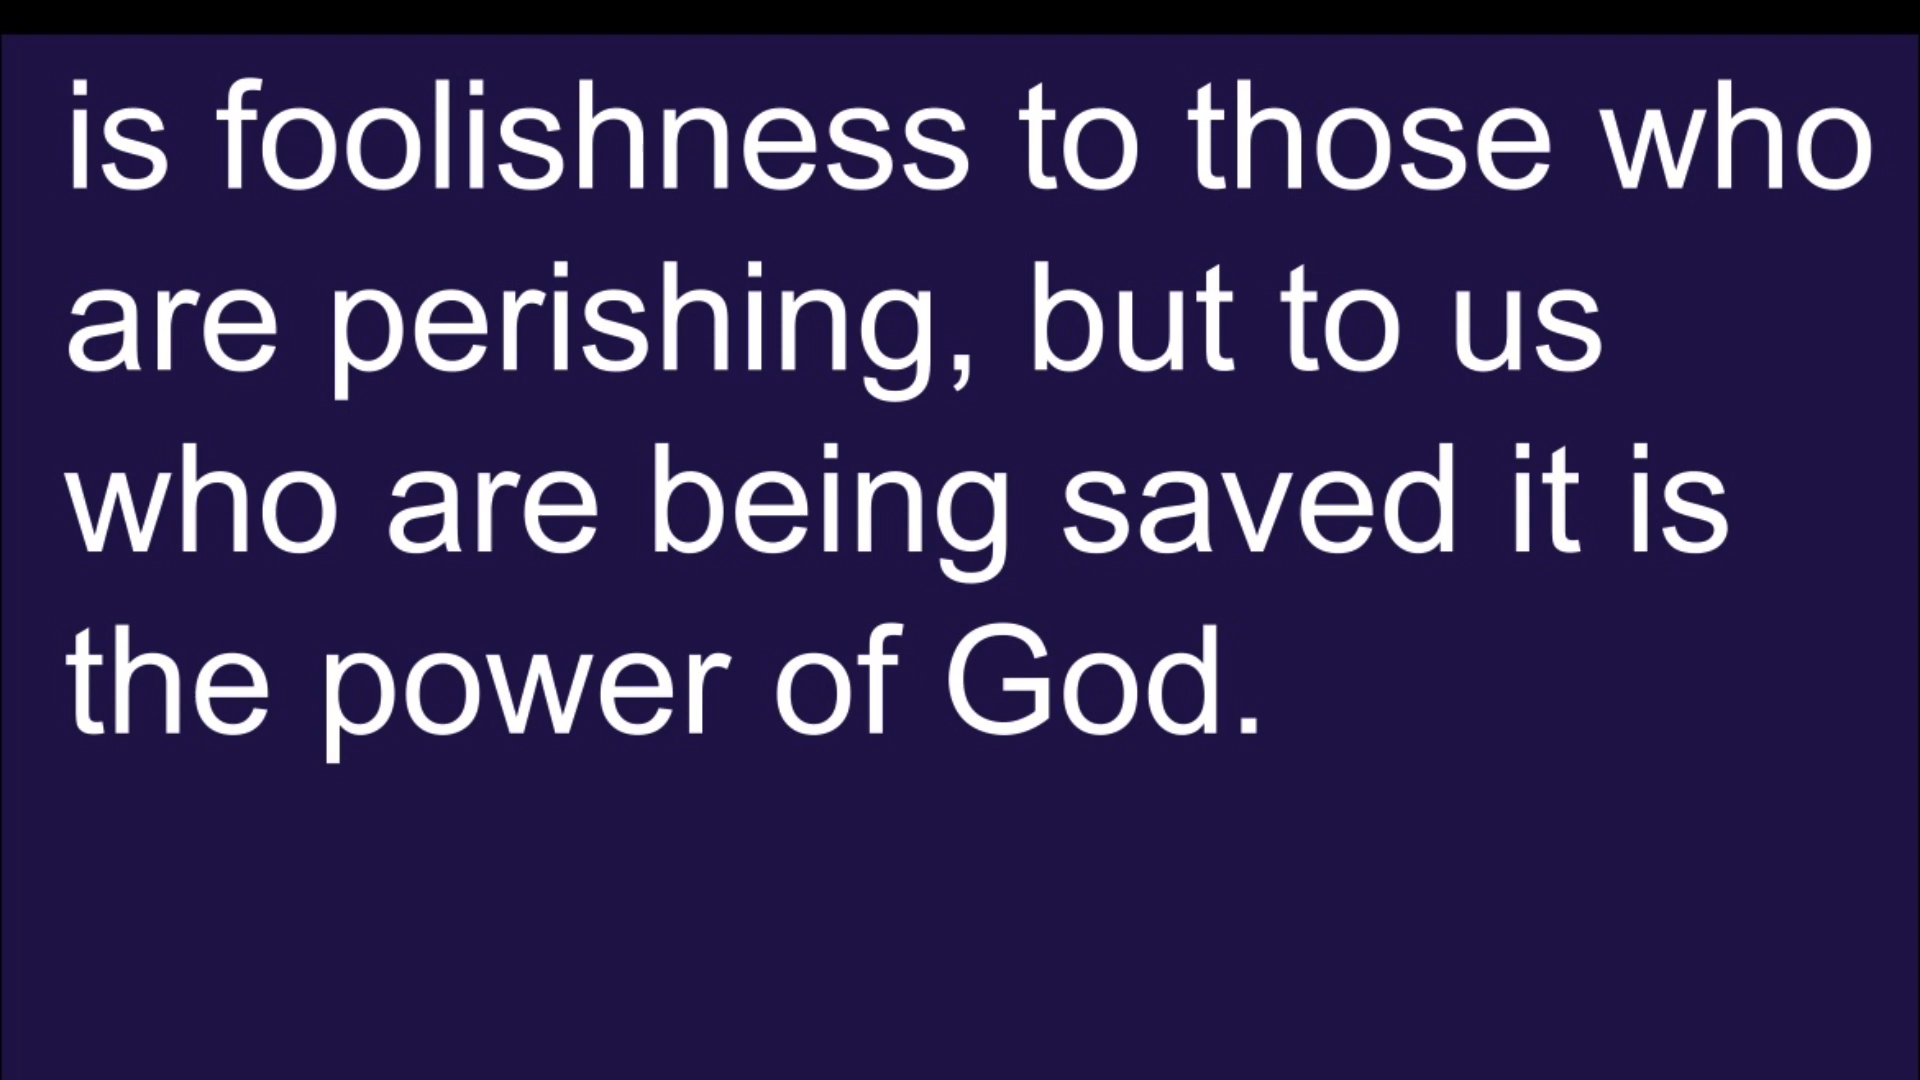 is foolishness to those who
are perishing, but to us
who are being saved it is
the power of God.